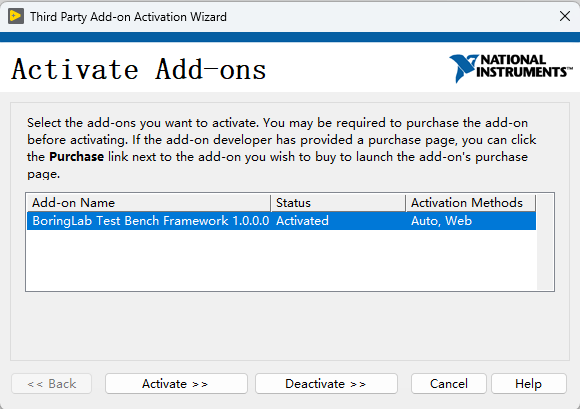 Third Party Add-on Activation Wizard
Activate Add-ons
NATIONAL
INSTRUMENTS™
Select the add-ons you want to activate. You may be required to purchase the add-on
before activating. If the add-on developer has provided a purchase page, you can click
the Purchase link next to the add-on you wish to buy to launch the add-on's purchase
page.
Add-on Name Status Activation Methods
BoringLab Test Bench Framework 1.0.0.0 Activated Auto, Web
<< Back Activate >> Deactivate >> Cancel Help